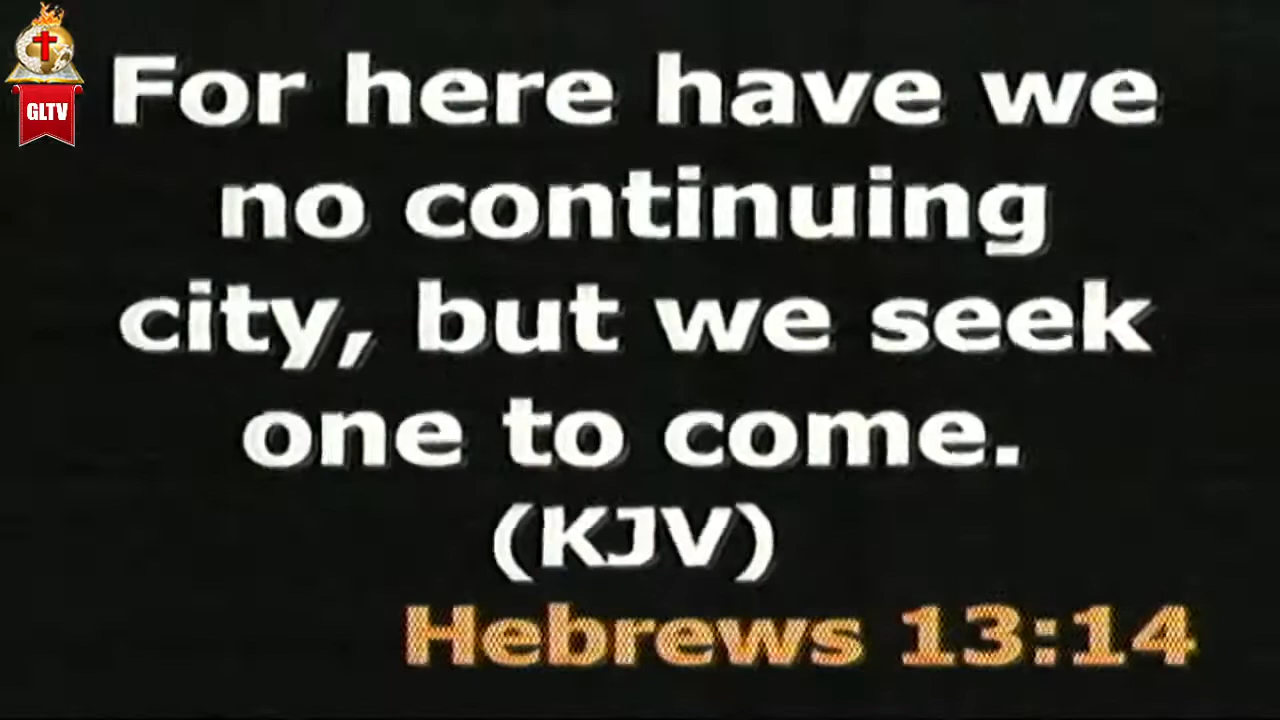 GLTV
For here have we
no continuing
city, but we seek
one to come.
(KJV)
Hebrews 13:14